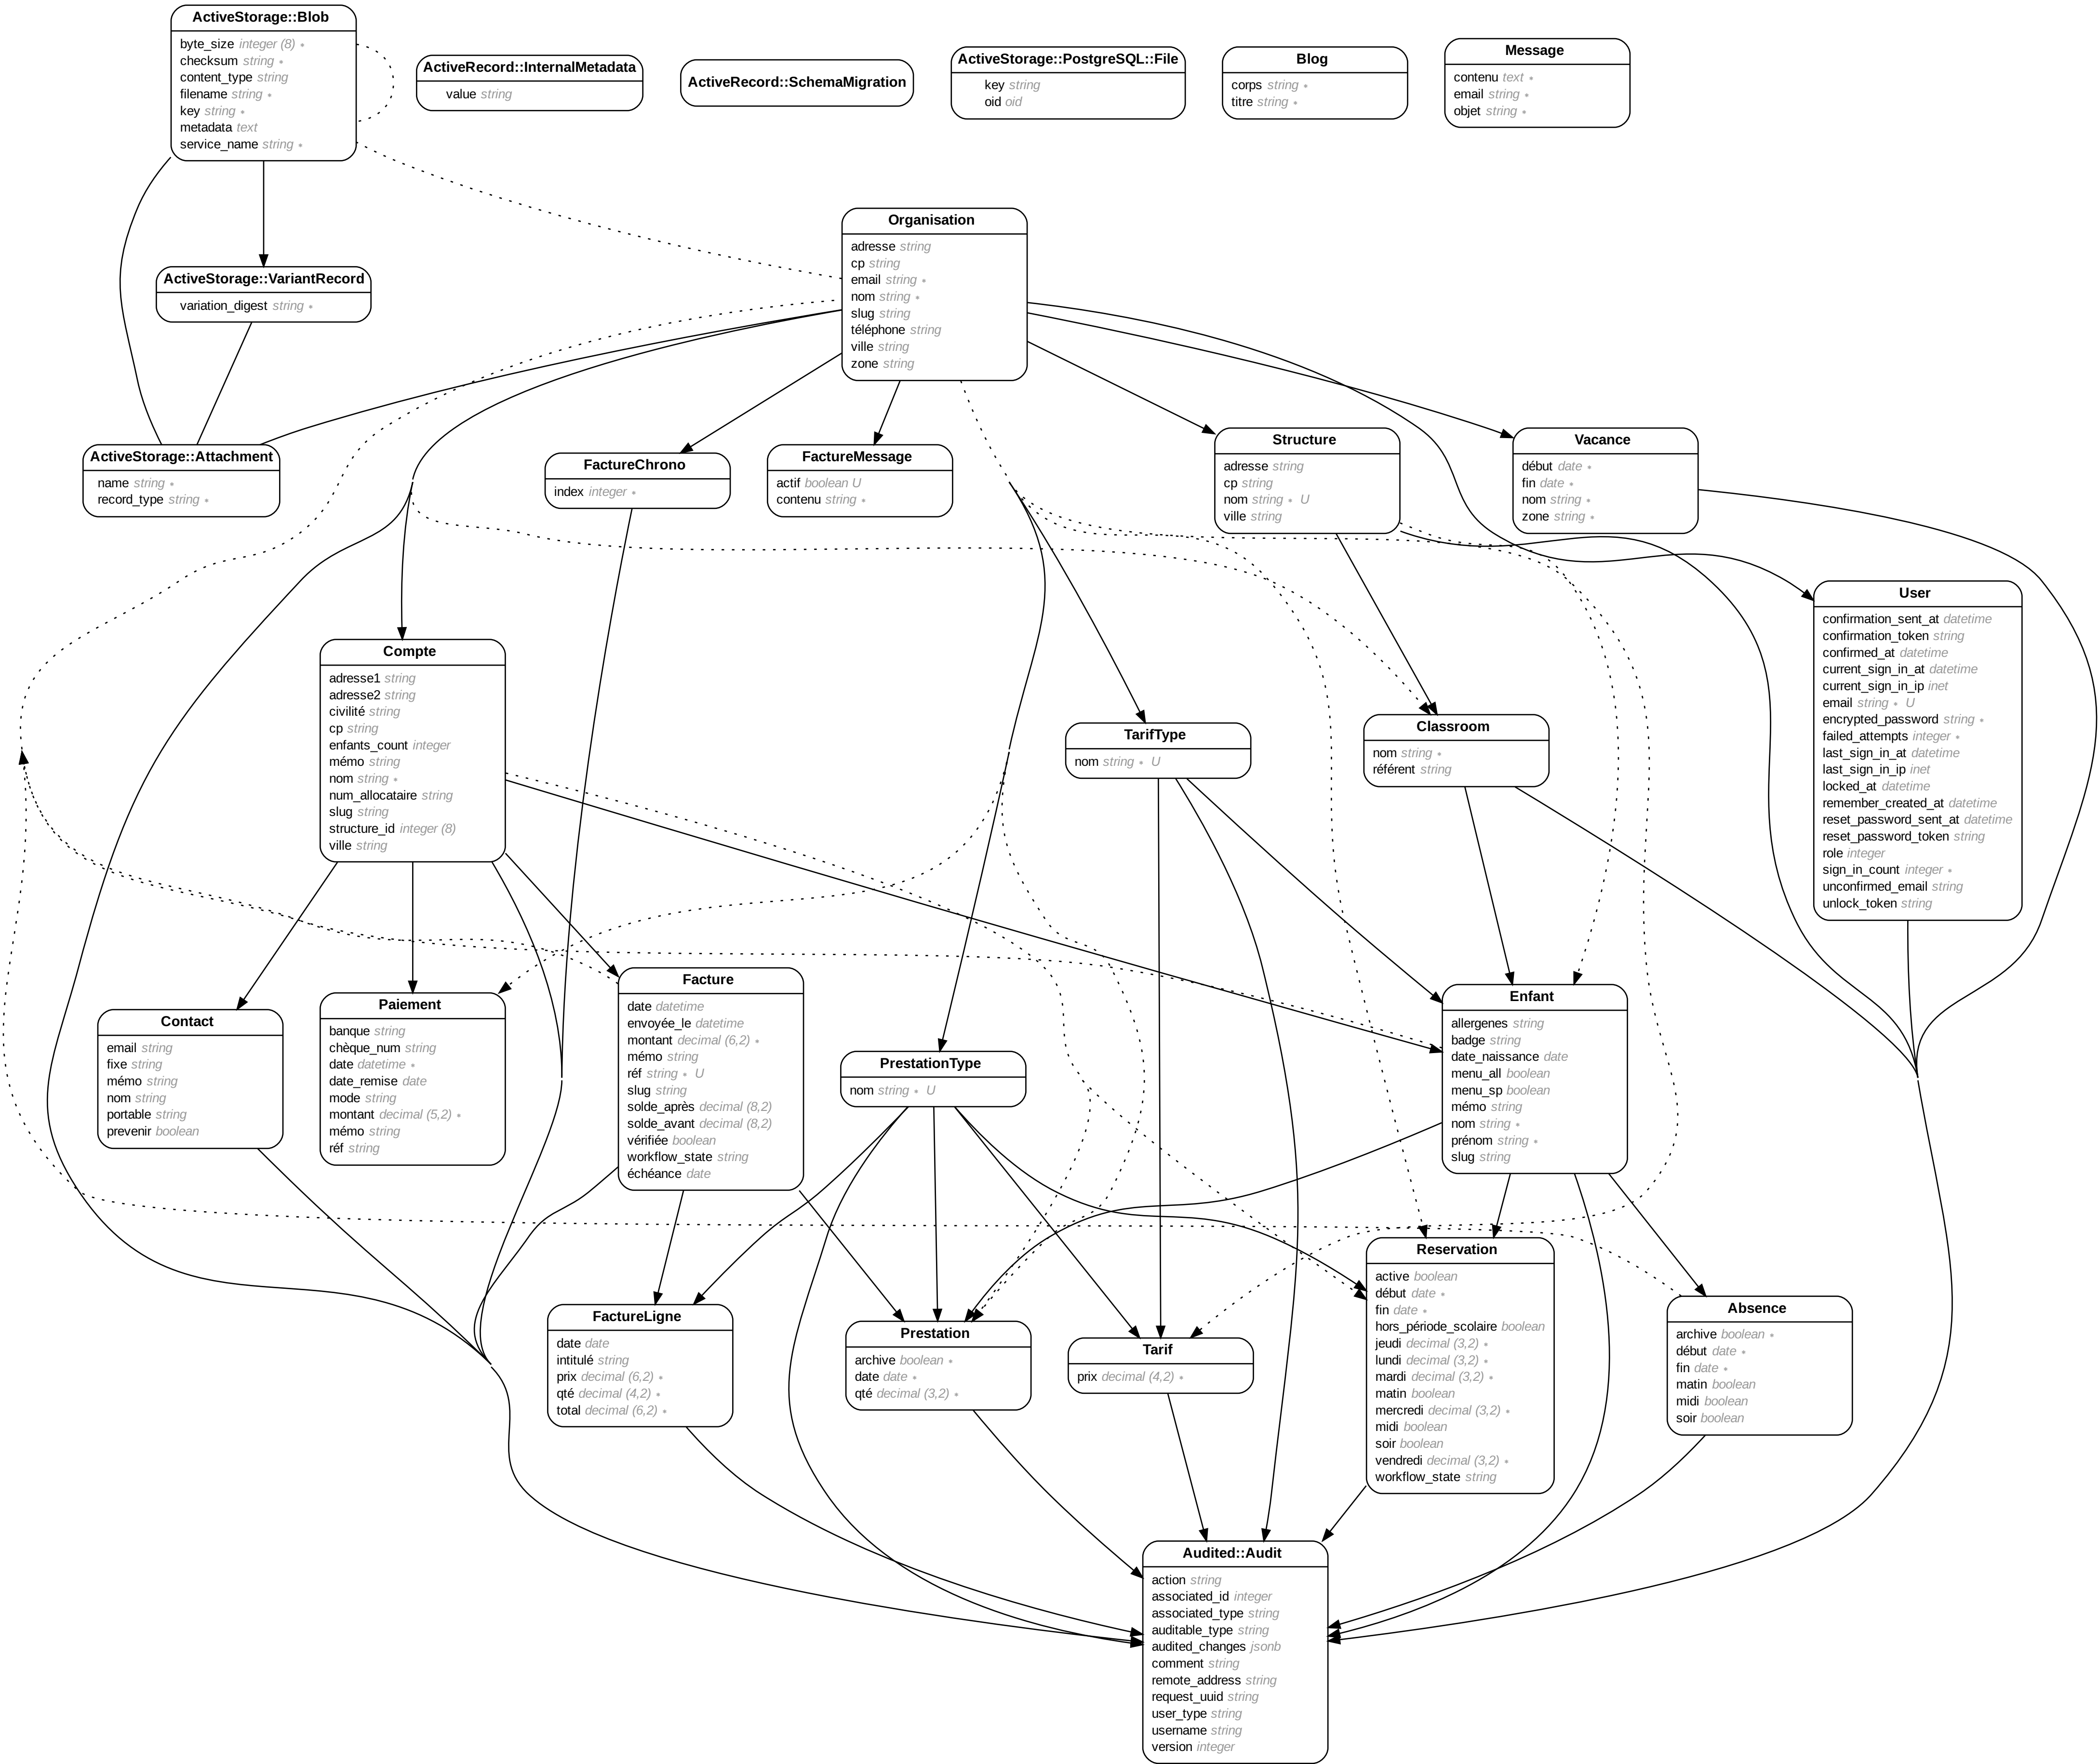 ActiveStorage::Blob
byte_size integer (8) *
checksum string *
content_type string
filename string *
key string *
metadata text
service_name string *
ActiveRecord::InternalMetadata
value string
ActiveRecord::SchemaMigration
ActiveStorage::PostgreSQL::File
key string
oid oid
Blog
corps string *
titre string *
Message
contenu text *
email string *
objet string *
Organisation
adresse string
cp string
email string *
nom string *
slug string
téléphone string
ville string
zone string
ActiveStorage::VariantRecord
variation_digest string *
ActiveStorage::Attachment
name string *
record_type string *
FactureChrono
index integer *
FactureMessage
actif boolean U
contenu string *
Structure
adresse string
cp string
nom string * U
ville string
Vacance
début date *
fin date *
nom string *
zone string *
User
confirmation_sent_at datetime
confirmation_token string
confirmed_at datetime
current_sign_in_at datetime
current_sign_in_ip inet
email string * U
encrypted_password string *
failed_attempts integer *
last_sign_in_at datetime
last_sign_in_ip inet
locked_at datetime
remember_created_at datetime
reset_password_sent_at datetime
reset_password_token string
role integer
sign_in_count integer *
unconfirmed_email string
unlock_token string
Compte
adresse1 string
adresse2 string
civilité string
cp string
enfants_count integer
mémo string
nom string *
num_allocataire string
slug string
structure_id integer (8)
ville string
TarifType
nom string * U
Classroom
nom string *
référent string
Contact
email string
fixe string
mémo string
nom string
portable string
prevenir boolean
Paiement
banque string
chèque_num string
date datetime *
date_remise date
mode string
montant decimal (5,2) *
mémo string
réf string
Facture
date datetime
envoyée_le datetime
montant decimal (6,2) *
mémo string
réf string * U
slug string
solde_après decimal (8,2)
solde_avant decimal (8,2)
vérifiée boolean
workflow_state string
échéance date
PrestationType
nom string * U
Enfant
allergenes string
badge string
date_naissance date
menu_all boolean
menu_sp boolean
mémo string
nom string *
prénom string *
slug string
FactureLigne
date date
intitulé string
prix decimal (6,2) *
qté decimal (4,2) *
total decimal (6,2) *
Prestation
archive boolean *
date date *
qté decimal (3,2) *
Tarif
prix decimal (4,2) *
Reservation
active boolean
début date *
fin date *
hors_période_scolaire boolean
jeudi decimal (3,2) *
lundi decimal (3,2) *
mardi decimal (3,2) *
matin boolean
mercredi decimal (3,2) *
midi boolean
soir boolean
vendredi decimal (3,2) *
workflow_state string
Absence
archive boolean *
début date *
fin date *
matin boolean
midi boolean
soir boolean
Audited::Audit
action string
associated_id integer
associated_type string
auditable_type string
audited_changes jsonb
comment string
remote_address string
request_uuid string
user_type string
username string
version integer